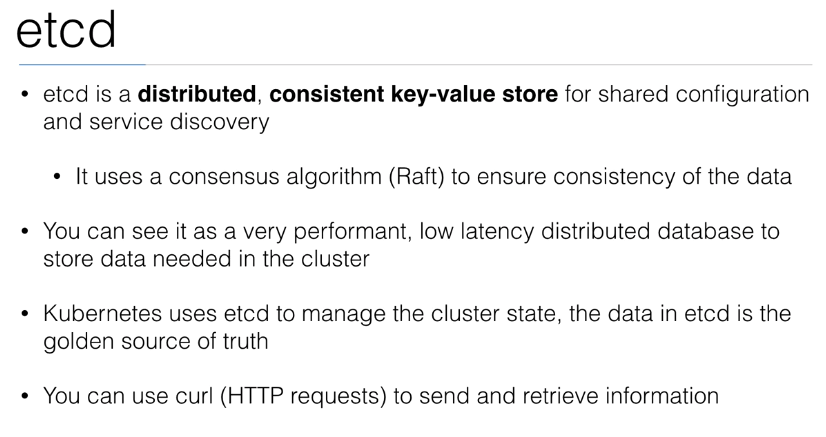 etcd
• etcd is a distributed, consistent key-value store for shared configuration
and service discovery
• It uses a consensus algorithm (Raft) to ensure consistency of the data
• You can see it as a very performant, low latency distributed database to
store data needed in the cluster
• Kubernetes uses etcd to manage the cluster state, the data in etcd is the
golden source of truth
• You can use curl (HTTP requests) to send and retrieve information